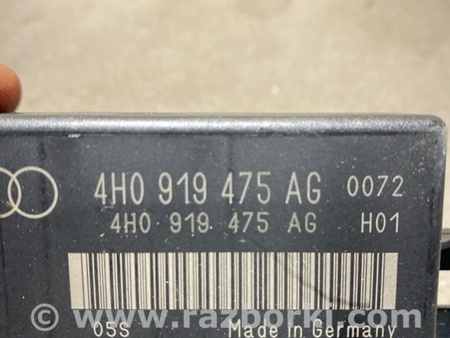 4H0 919 475 AG 0072
4H0 919 475 AG H01
05S Made in Germany
www.razborki.com